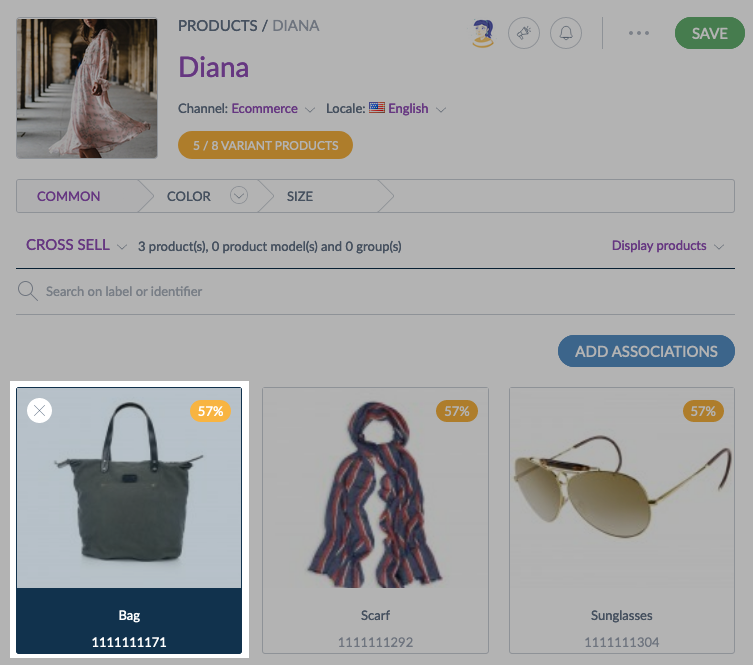 PRODUCTS / DIANA
SAVE
Diana
Channel: Ecommerce Locale: English
5 / 8 VARIANT PRODUCTS
COMMON COLOR SIZE
CROSS SELL 3 product(s), 0 product model(s) and 0 group(s) Display products
Search on label or identifier
ADD ASSOCIATIONS
57% 57% 57%
Bag Scarf Sunglasses
1111111171 1111111292 1111111304